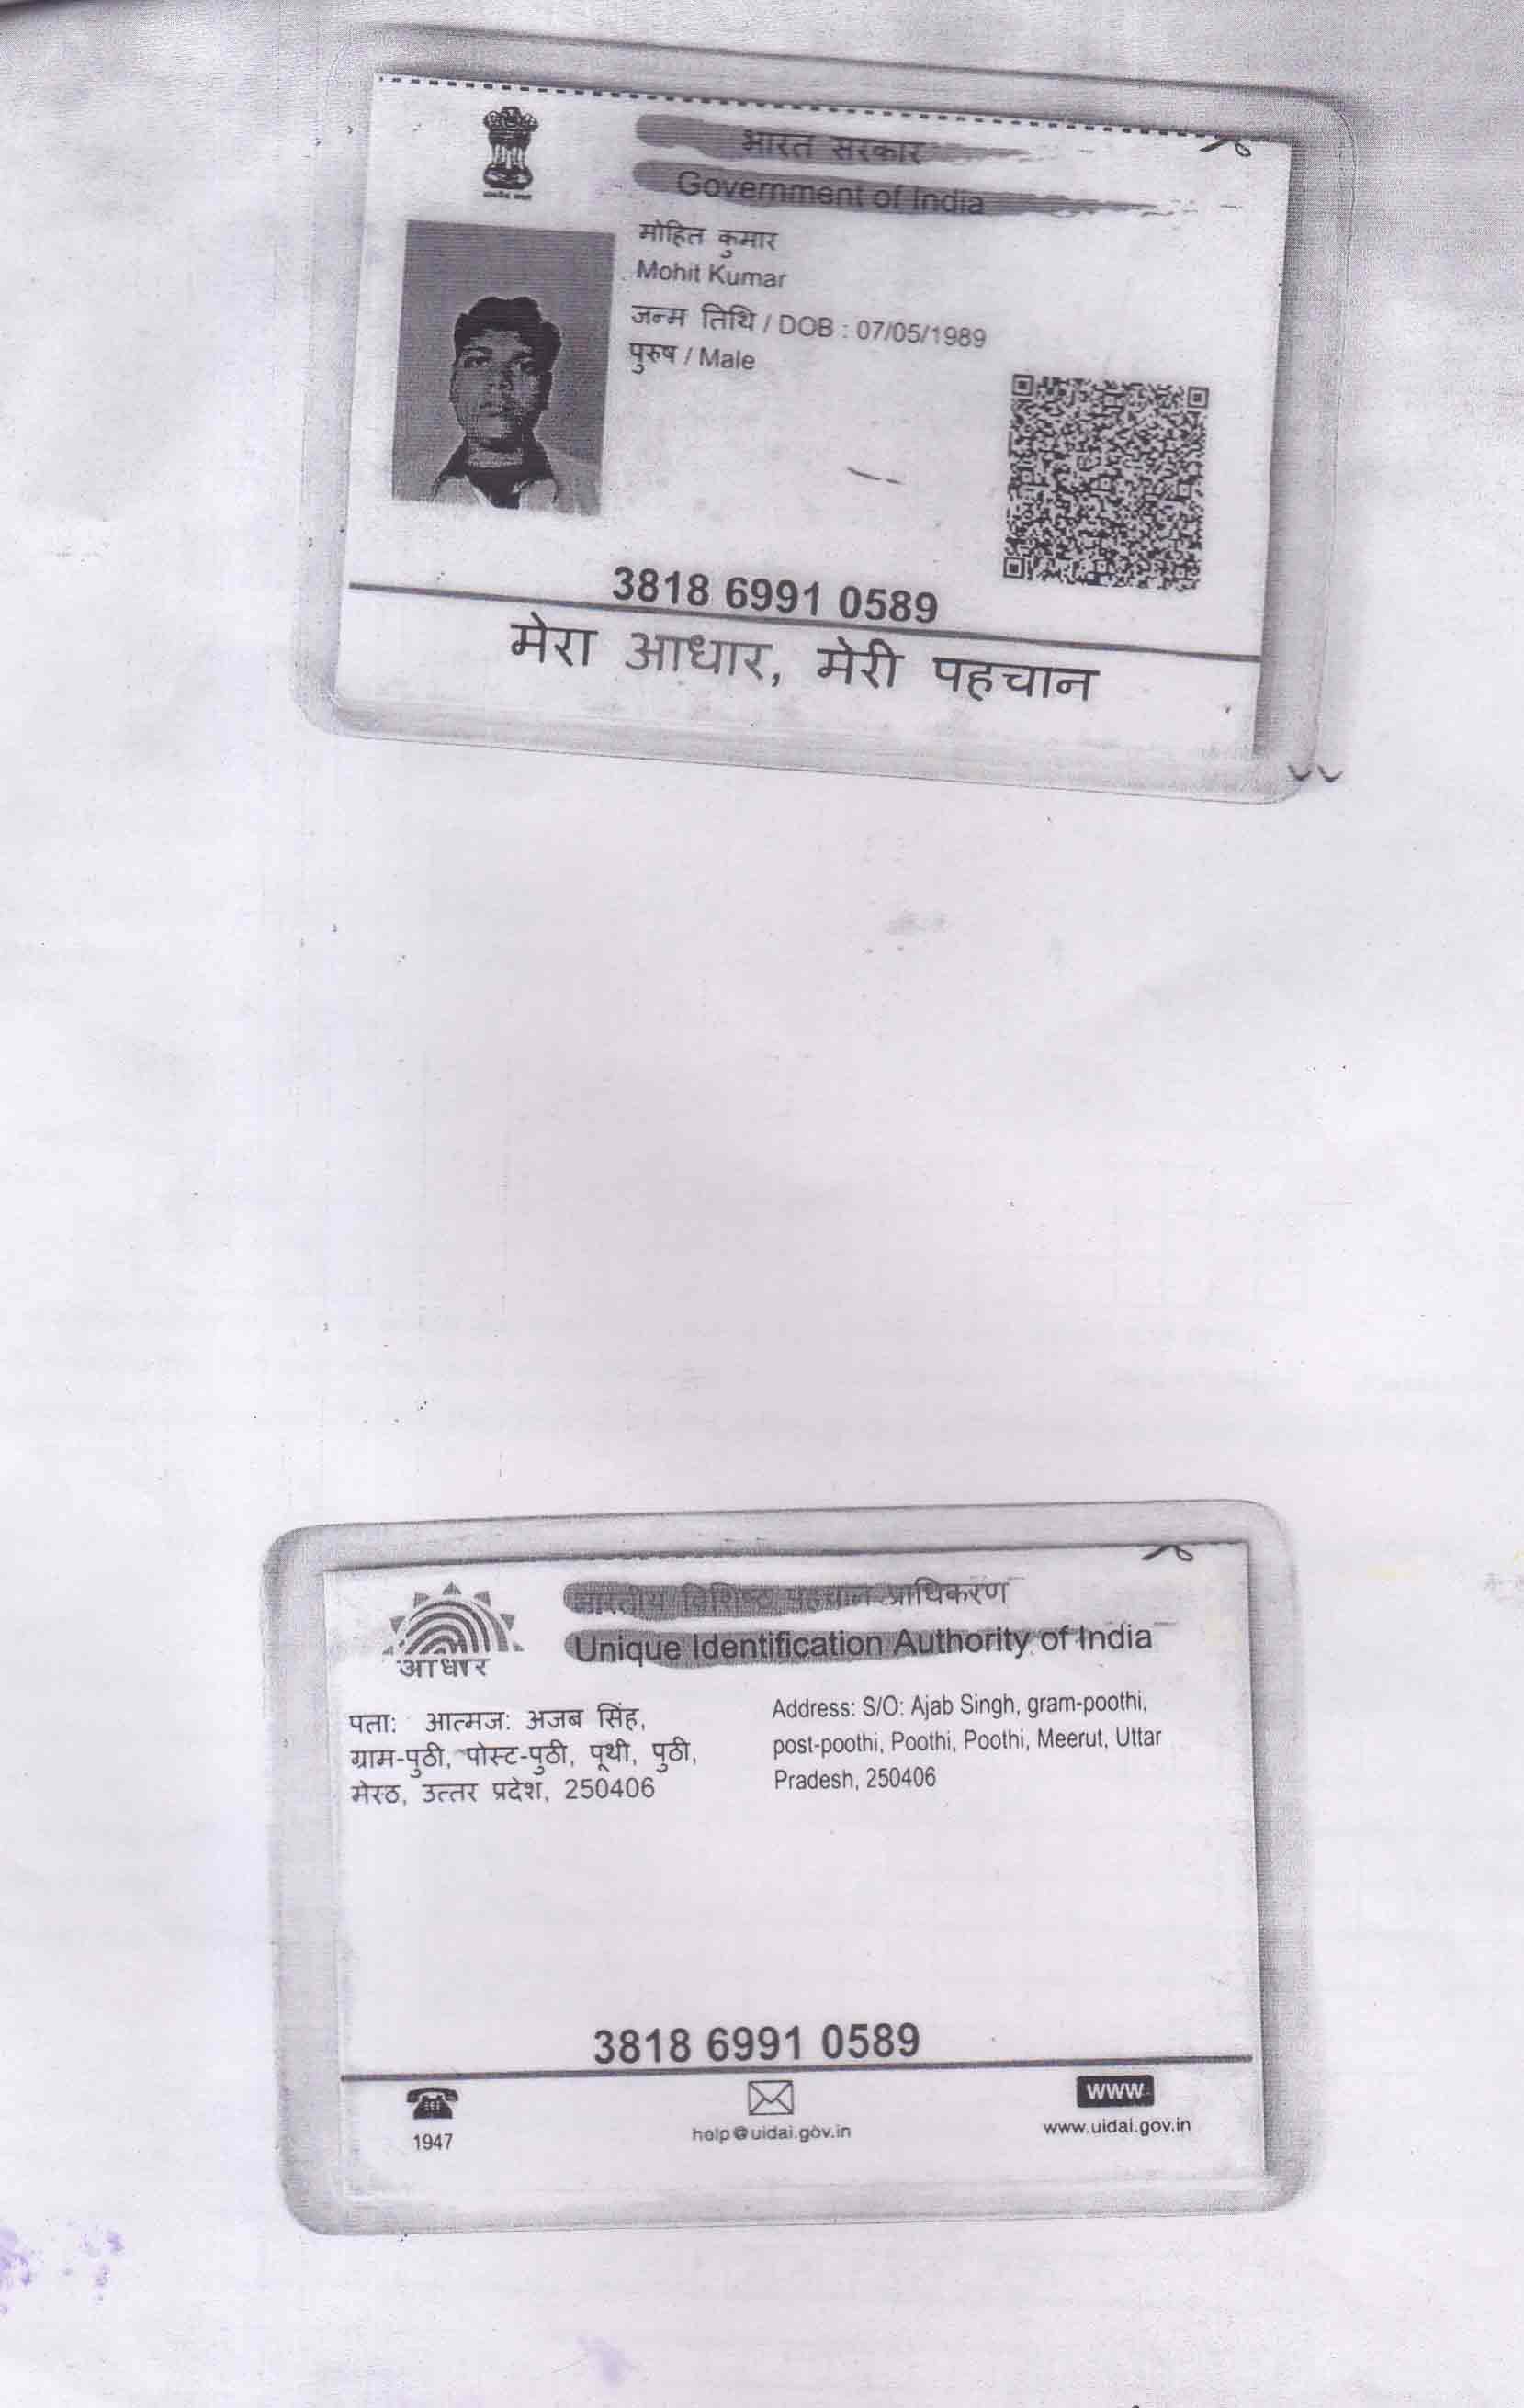 भारत सरकार
Government of India
मोहित कुमार
Mohit Kumar
जन्म तिथि / DOB : 07/05/1989
पुरुष / Male
3818 6991 0589
मेरा आधार, मेरी पहचान
भारतीय विशिष्ट पहचान प्राधिकरण
Unique Identification Authority of India
आधार
पता: आत्मज: अजब सिंह,
ग्राम-पुठी, पोस्ट-पुठी, पूथी, पुठी,
मेरठ, उत्तर प्रदेश, 250406
Address: S/O: Ajab Singh, gram-poothi,
post-poothi, Poothi, Poothi, Meerut, Uttar
Pradesh, 250406
3818 6991 0589
1947
help@uidai.gov.in
www
www.uidai.gov.in